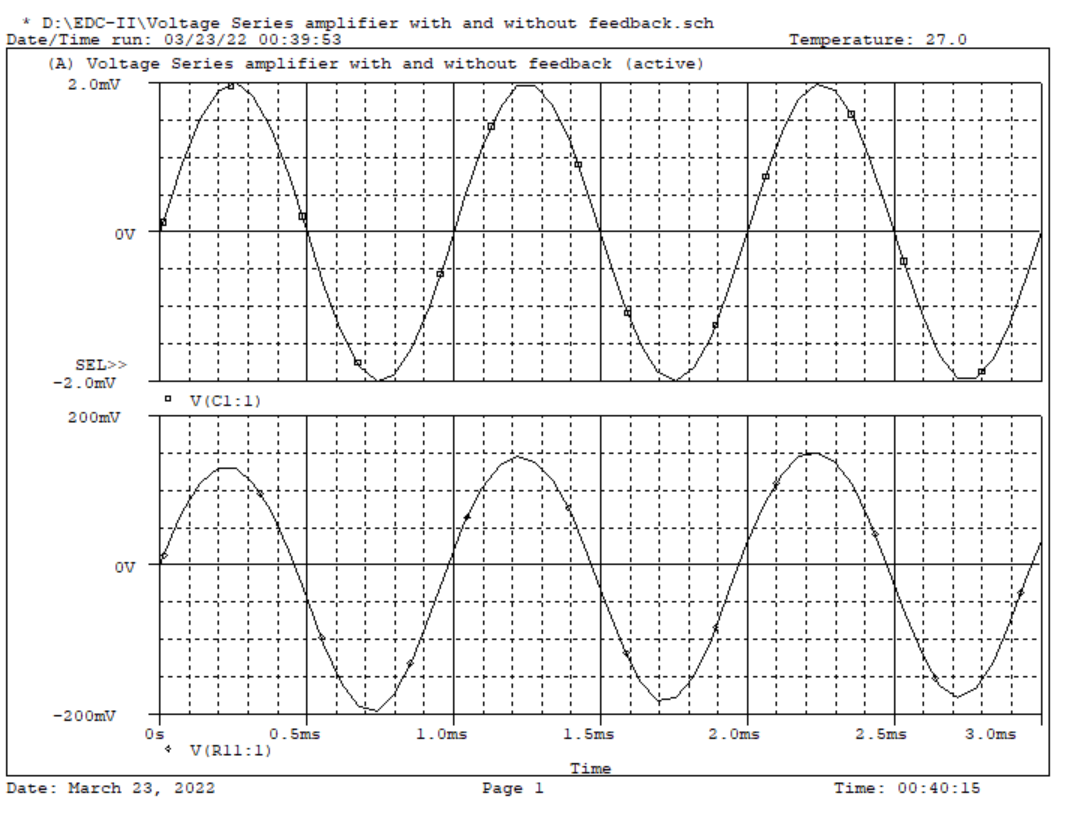 * D:\EDC-II\Voltage Series amplifier with and without feedback.sch
Date/Time run: 03/23/22 00:39:53 Temperature: 27.0
(A) Voltage Series amplifier with and without feedback (active)
2.0mV
0V
SEL>>
-2.0mV
V(C1:1)
200mV
0V
-200mV
0s 0.5ms 1.0ms 1.5ms 2.0ms 2.5ms 3.0ms
V(R11:1)
Time
Date: March 23, 2022 Page 1 Time: 00:40:15